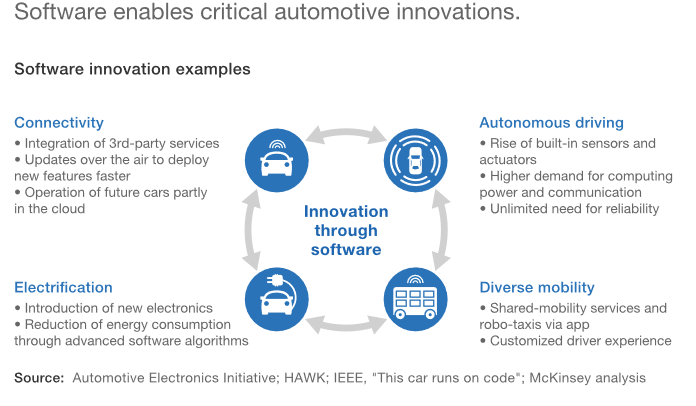 Software enables critical automotive innovations.
Software innovation examples
Connectivity
• Integration of 3rd-party services
• Updates over the air to deploy
new features faster
• Operation of future cars partly
in the cloud
Autonomous driving
• Rise of built-in sensors and
actuators
• Higher demand for computing
power and communication
• Unlimited need for reliability
Innovation
through
software
Electrification
• Introduction of new electronics
• Reduction of energy consumption
through advanced software algorithms
Diverse mobility
• Shared-mobility services and
robo-taxis via app
• Customized driver experience
Source: Automotive Electronics Initiative; HAWK; IEEE, "This car runs on code"; McKinsey analysis